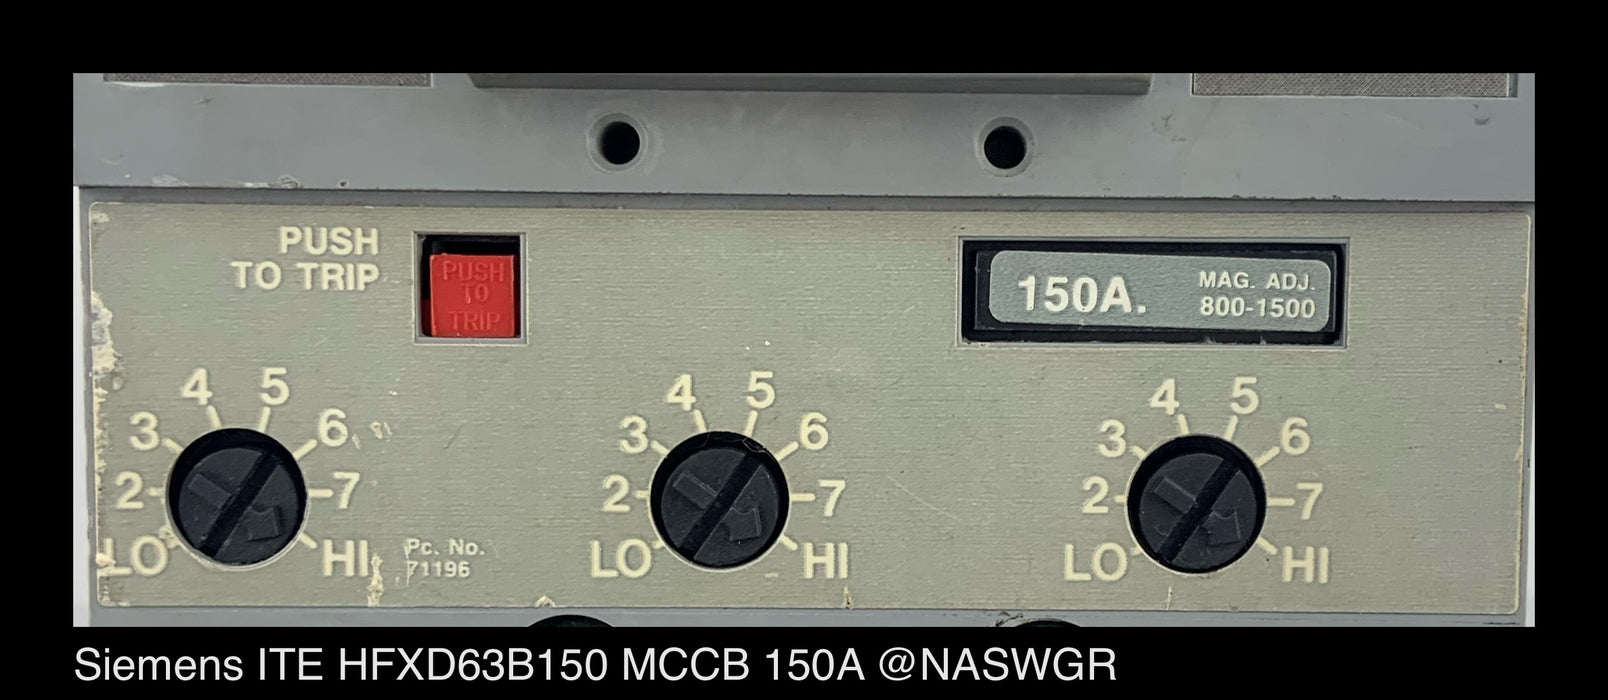 PUSH
TO TRIP
PUSH
TO
TRIP
150A.
MAG. ADJ.
800-1500
LO 2 3 4 5 6 7 HI
Pc. No.
71196
LO 2 3 4 5 6 7 HI
LO 2 3 4 5 6 7 HI
Siemens ITE HFXD63B150 MCCB 150A @NASWGR